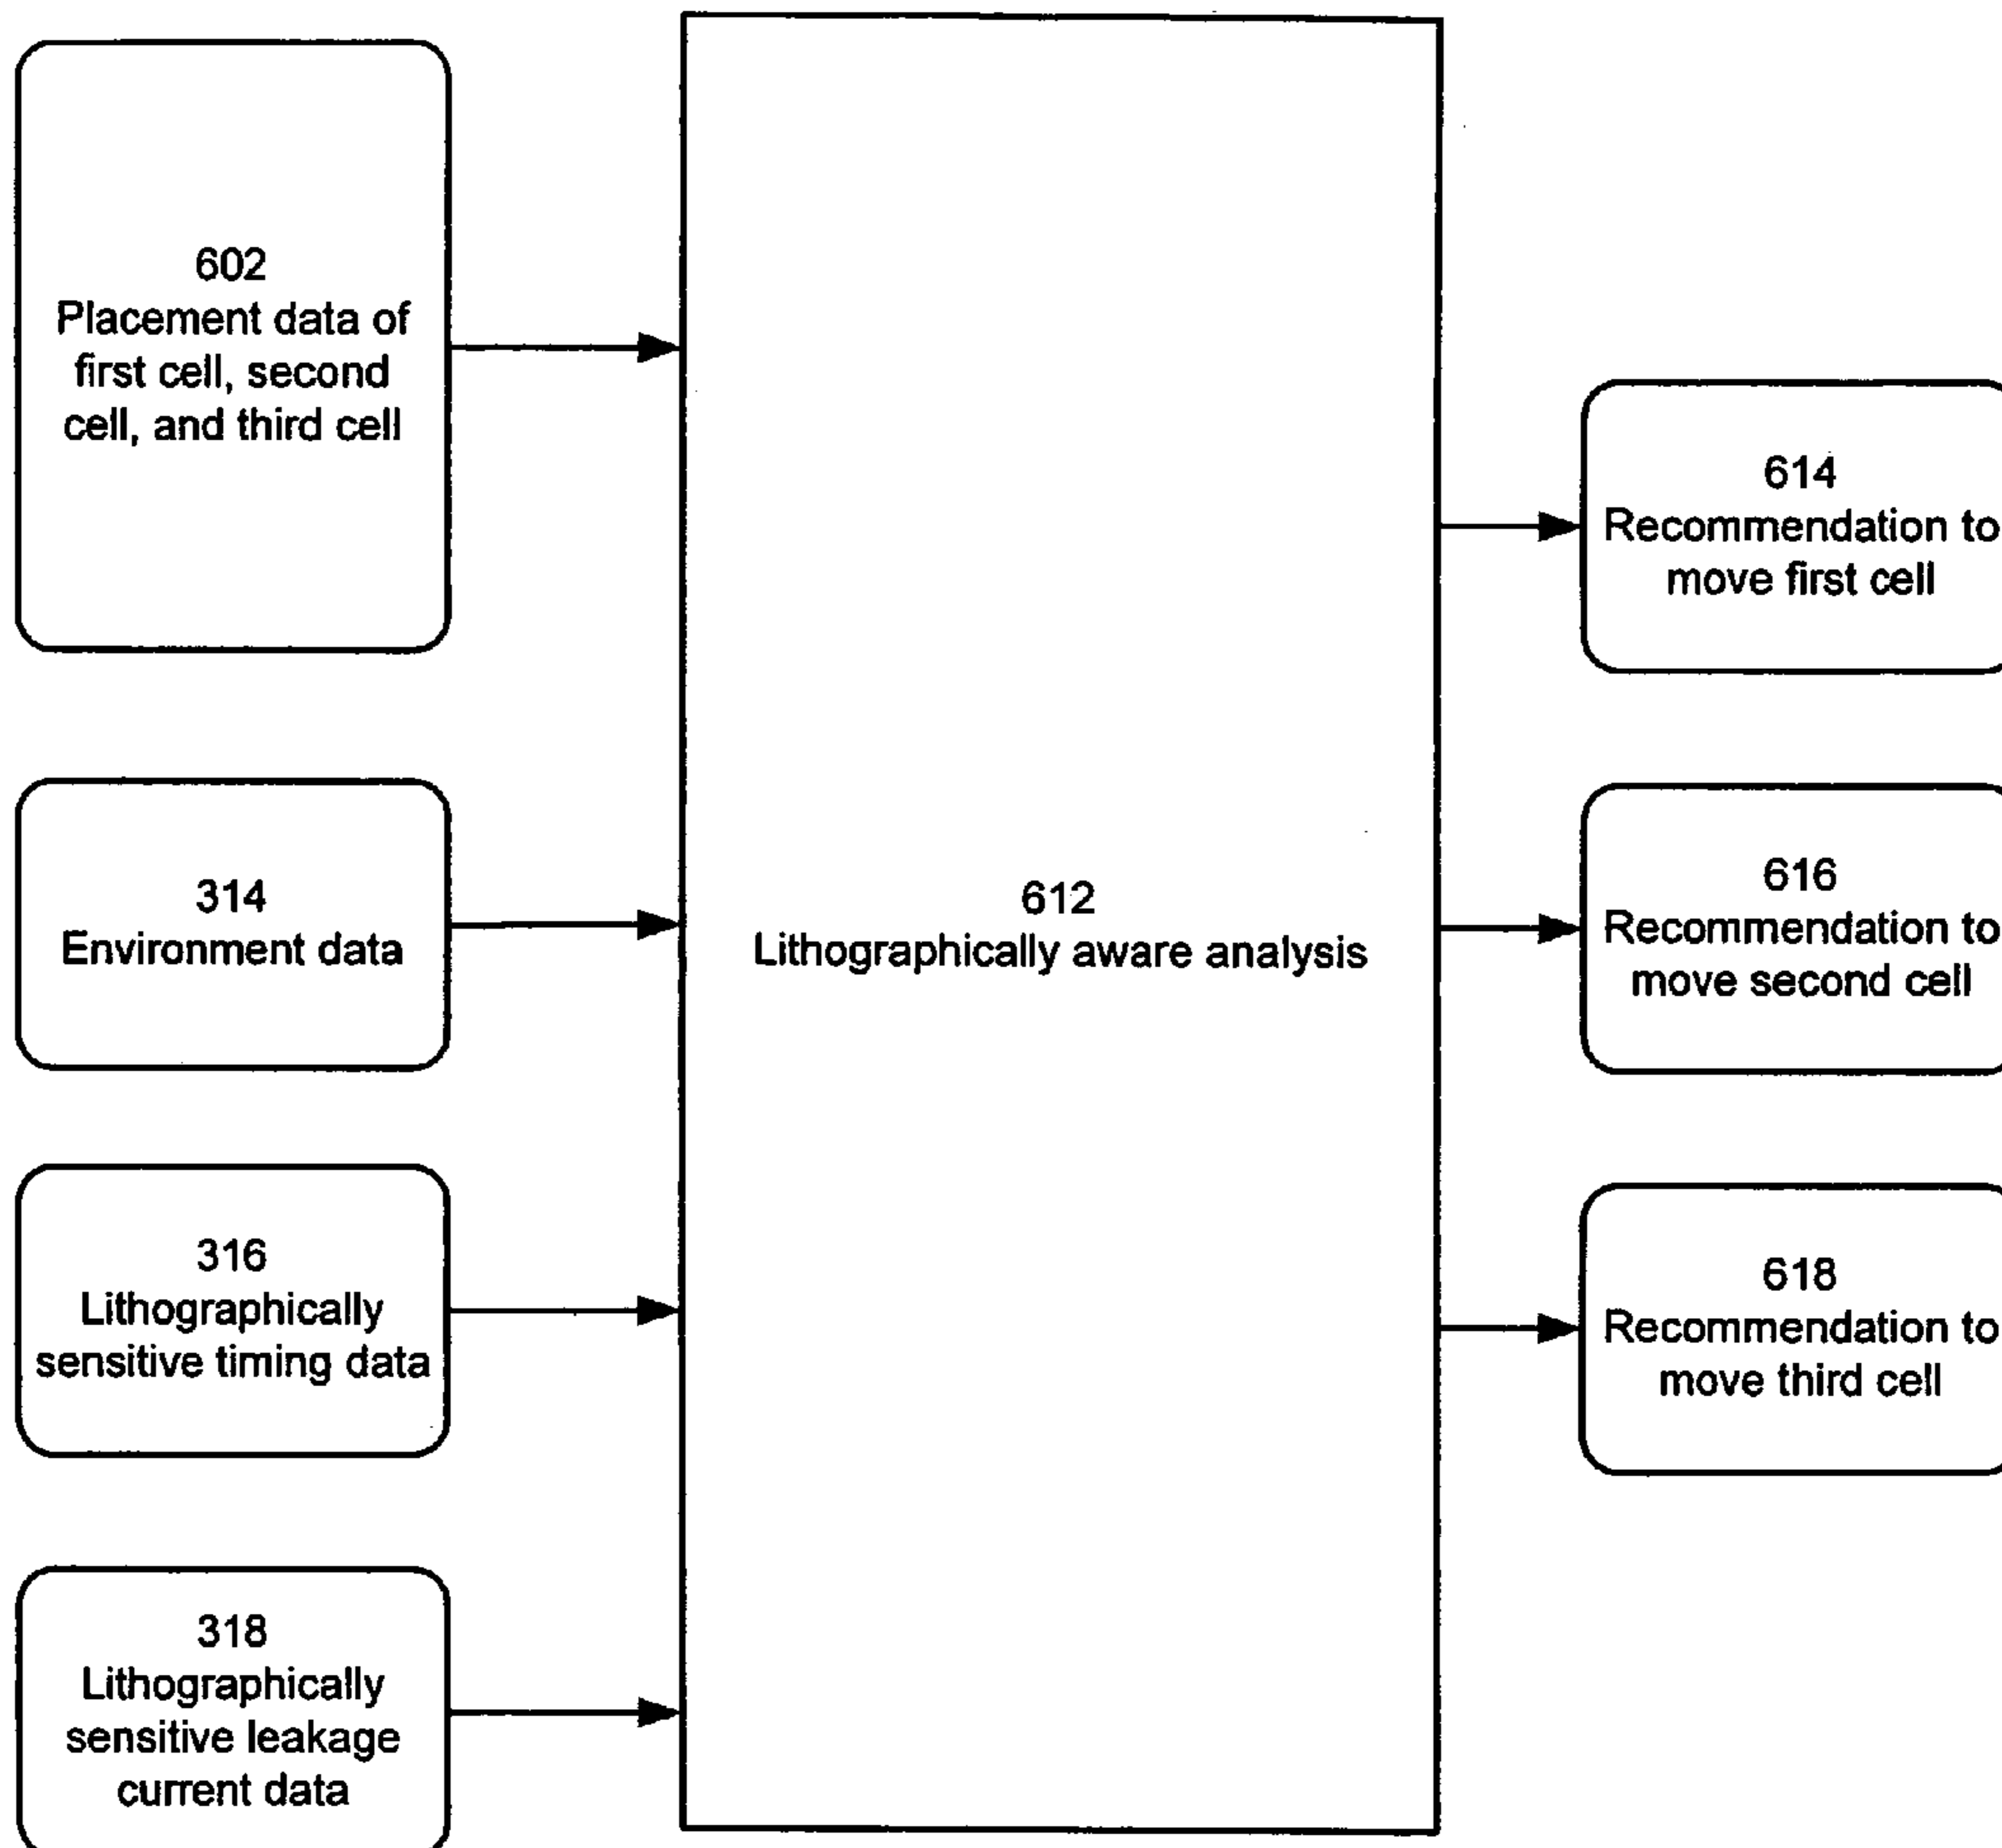 602
Placement data of
first cell, second
cell, and third cell
314
Environment data
316
Lithographically
sensitive timing data
318
Lithographically
sensitive leakage
current data
612
Lithographically aware analysis
614
Recommendation to
move first cell
616
Recommendation to
move second cell
618
Recommendation to
move third cell